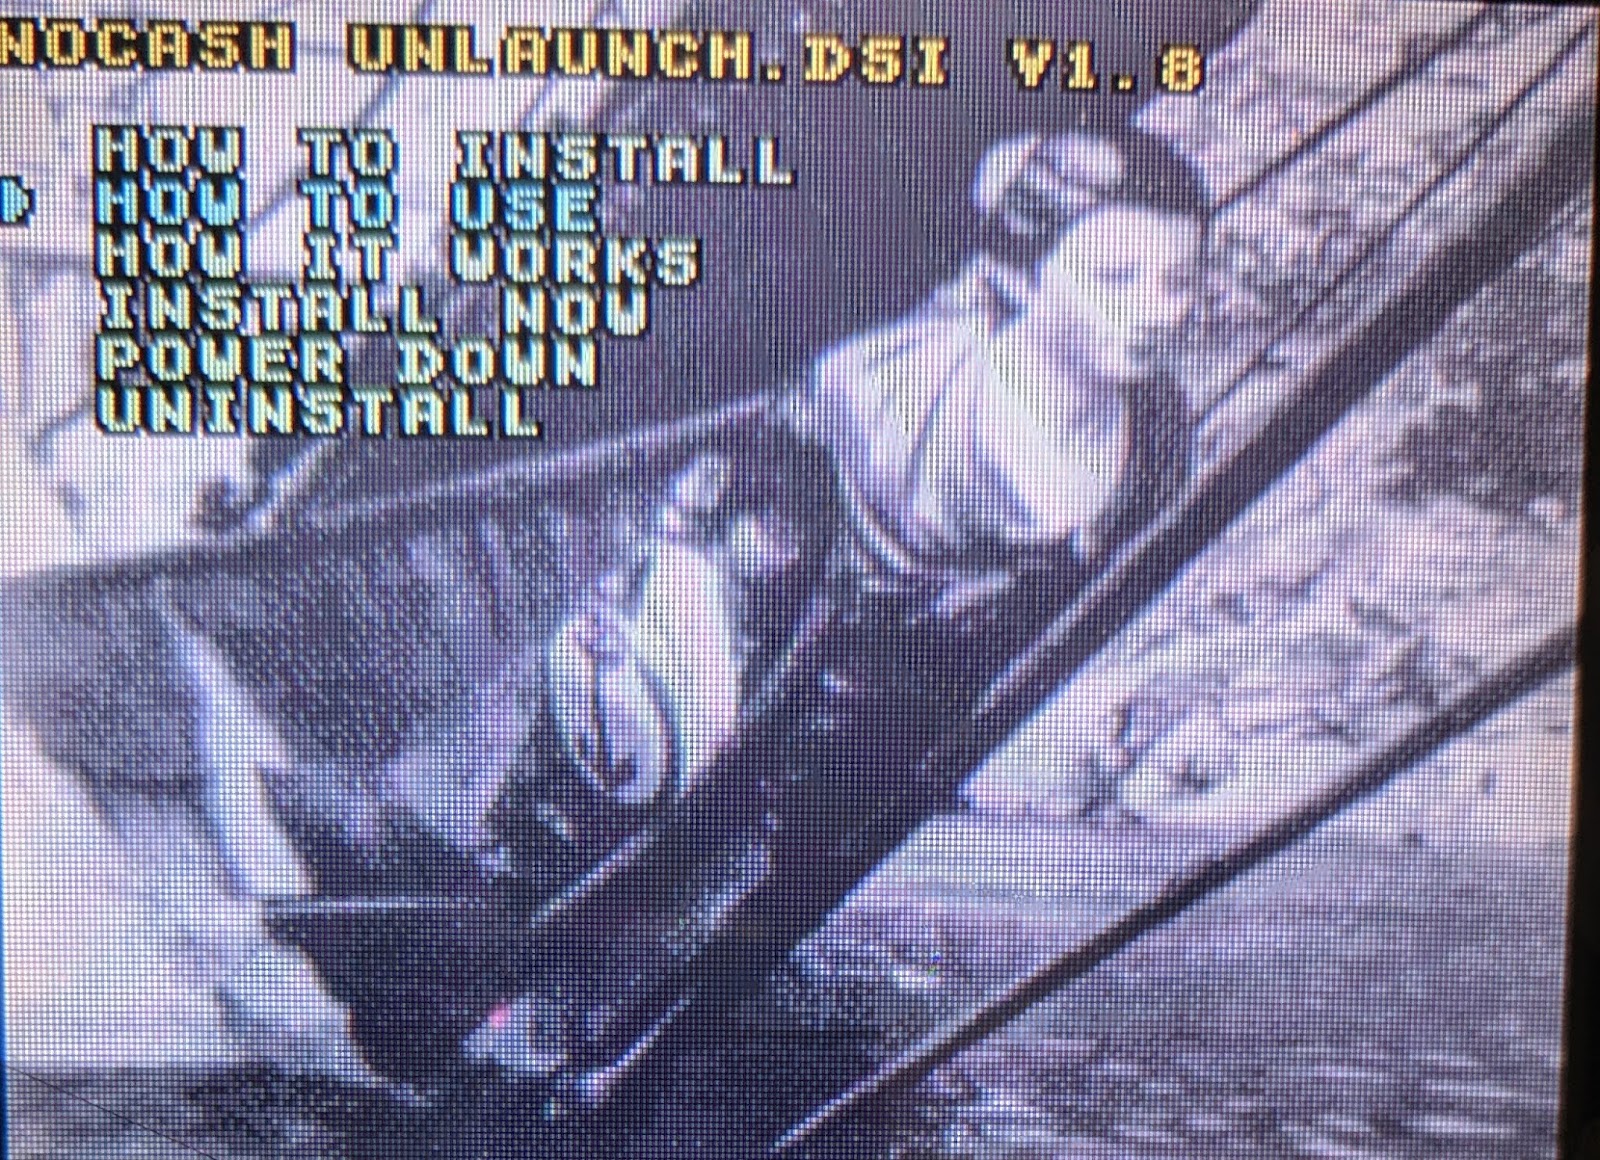 NOCASH UNLAUNCH.DSI V1.8
HOW TO INSTALL
HOW TO USE
HOW IT WORKS
INSTALL NOW
POWER DOWN
UNINSTALL